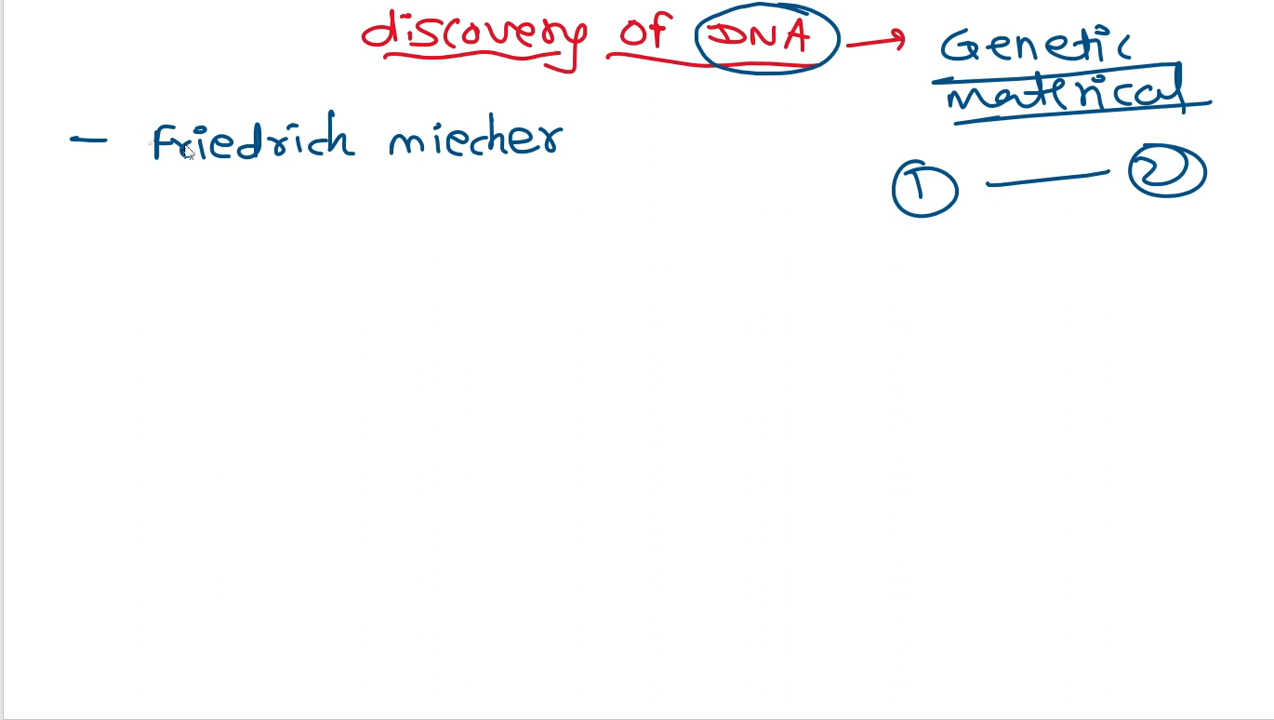 discovery of DNA → Genetic
material
- Friedrich miecher
1 — 2